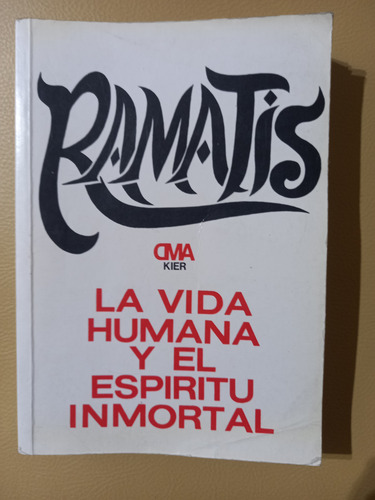 RAMATIS
CMA
KIER
LA VIDA
HUMANA
Y EL
ESPIRITU
INMORTAL